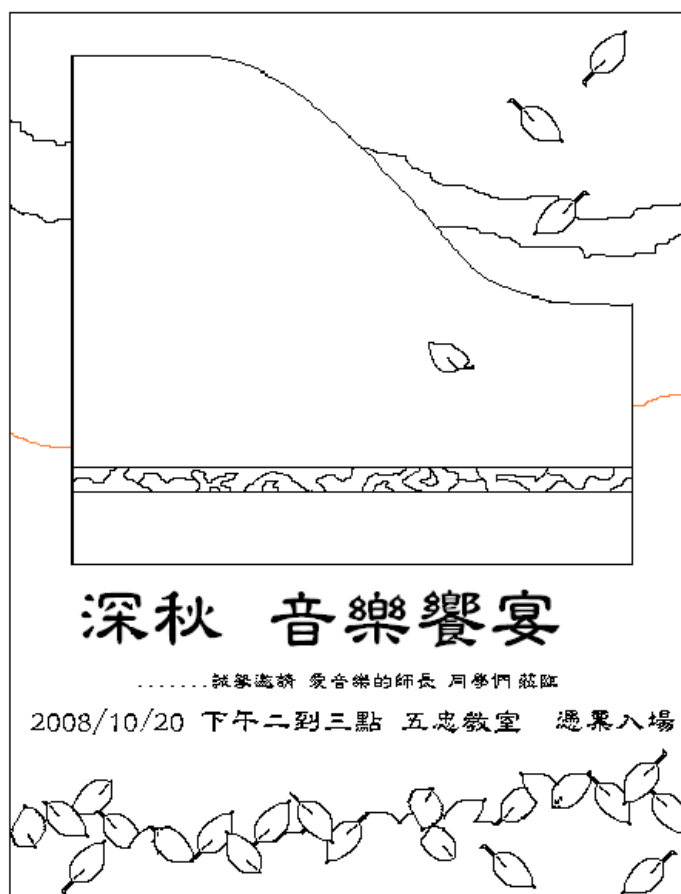 深秋 音樂饗宴
.......誠摯邀請 愛音樂的師長 同學們 蒞臨
2008/10/20 下午二到三點 五忠教室 憑票入場